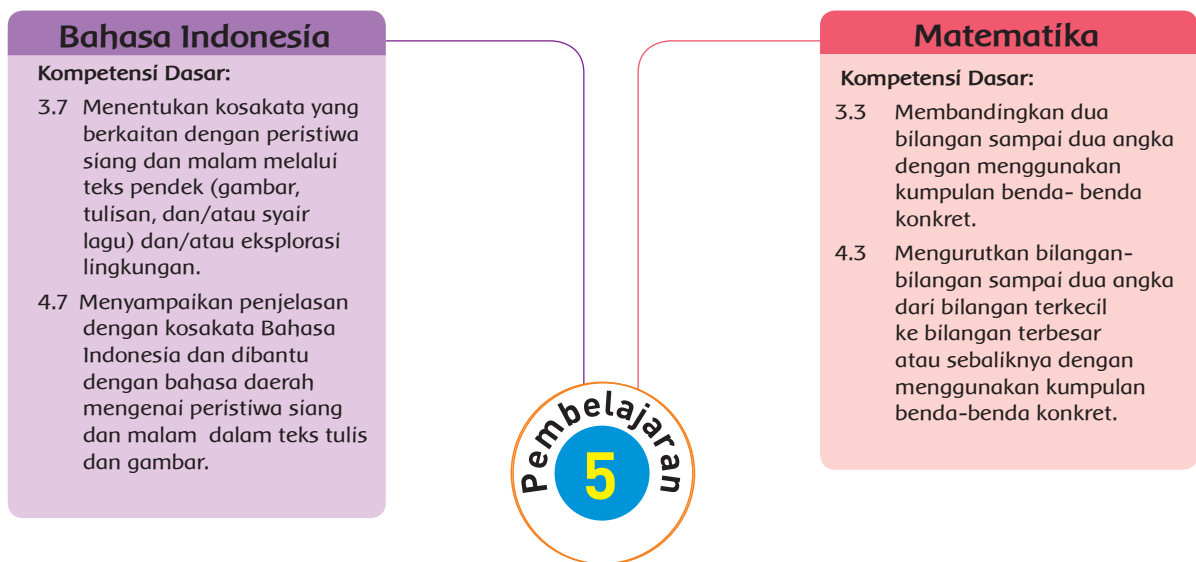 Bahasa Indonesia
Kompetensi Dasar:
3.7 Menentukan kosakata yang
berkaitan dengan peristiwa
siang dan malam melalui
teks pendek (gambar,
tulisan, dan/atau syair
lagu) dan/atau eksplorasi
lingkungan.
4.7 Menyampaikan penjelasan
dengan kosakata Bahasa
Indonesia dan dibantu
dengan bahasa daerah
mengenai peristiwa siang
dan malam dalam teks tulis
dan gambar.
Matematika
Kompetensi Dasar:
3.3 Membandingkan dua
bilangan sampai dua angka
dengan menggunakan
kumpulan benda- benda
konkret.
4.3 Mengurutkan bilangan-
bilangan sampai dua angka
dari bilangan terkecil
ke bilangan terbesar
atau sebaliknya dengan
menggunakan kumpulan
benda-benda konkret.
Pembelajaran
5